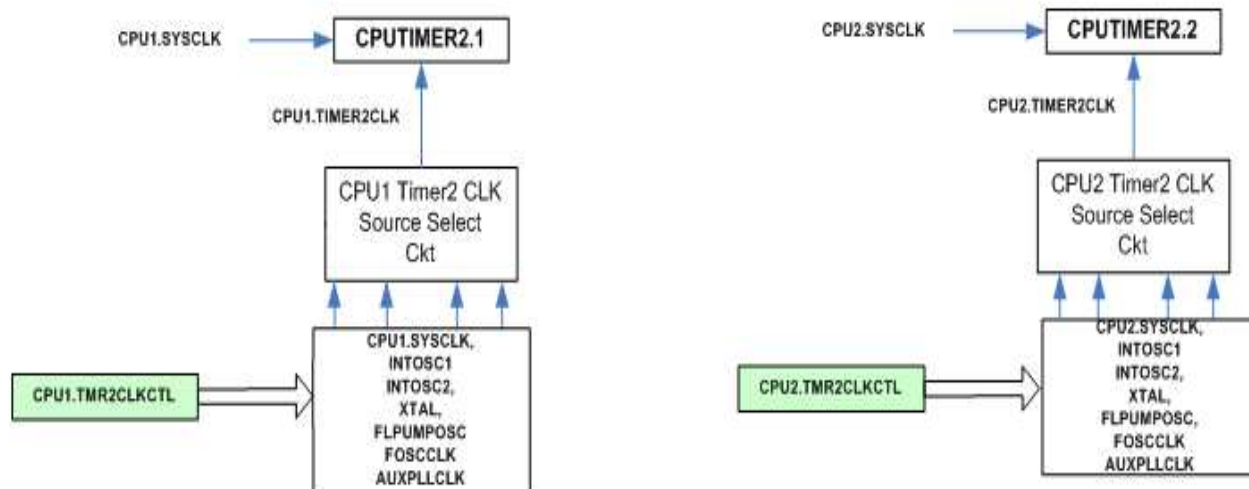 CPU1.SYSCLK
CPUTIMER2.1
CPU1.TIMER2CLK
CPU1 Timer2 CLK
Source Select
Ckt
CPU1.TMR2CLKCTL
CPU1.SYSCLK,
INTOSC1
INTOSC2,
XTAL,
FLPUMPOSC
FOSCCLK
AUXPLLCLK
CPU2.SYSCLK
CPUTIMER2.2
CPU2.TIMER2CLK
CPU2 Timer2 CLK
Source Select
Ckt
CPU2.TMR2CLKCTL
CPU2.SYSCLK,
INTOSC1
INTOSC2,
XTAL,
FLPUMPOSC,
FOSCCLK
AUXPLLCLK